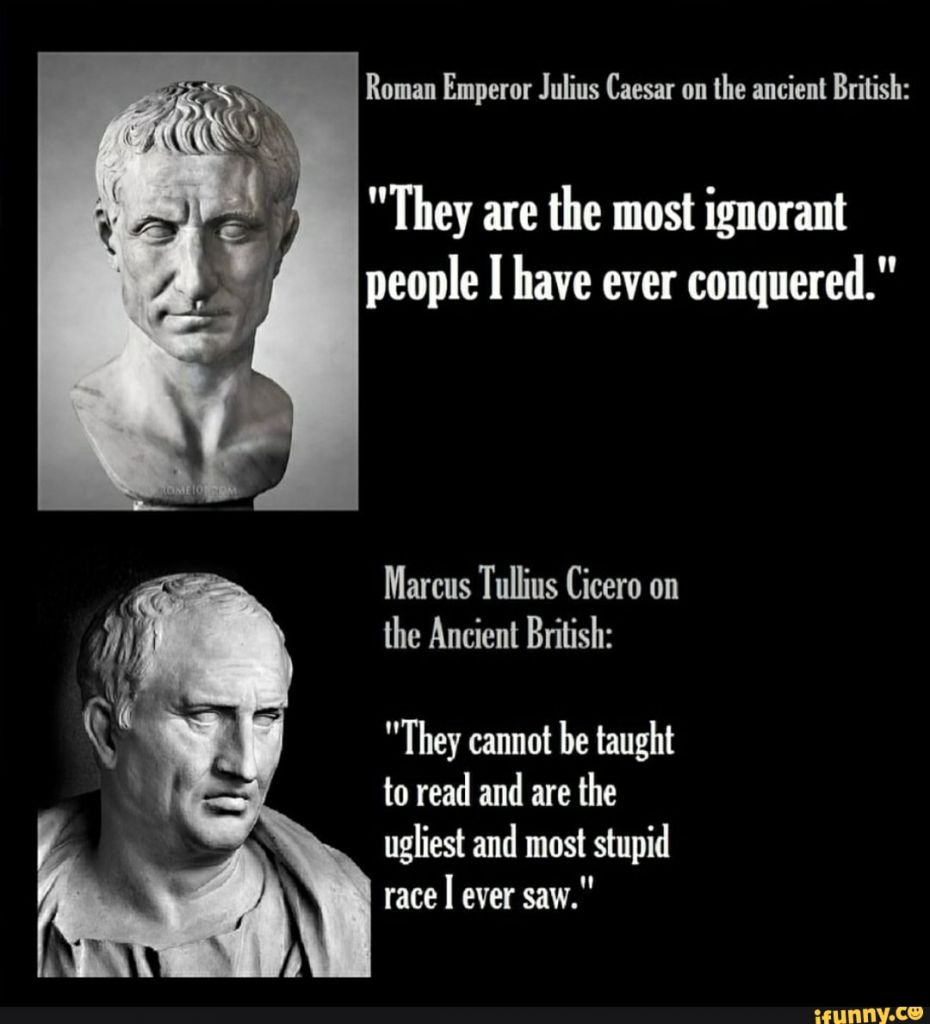 Roman Emperor Julius Caesar on the ancient British:
"They are the most ignorant
people I have ever conquered."
Marcus Tullius Cicero on
the Ancient British:
"They cannot be taught
to read and are the
ugliest and most stupid
race I ever saw."
ifunny.co